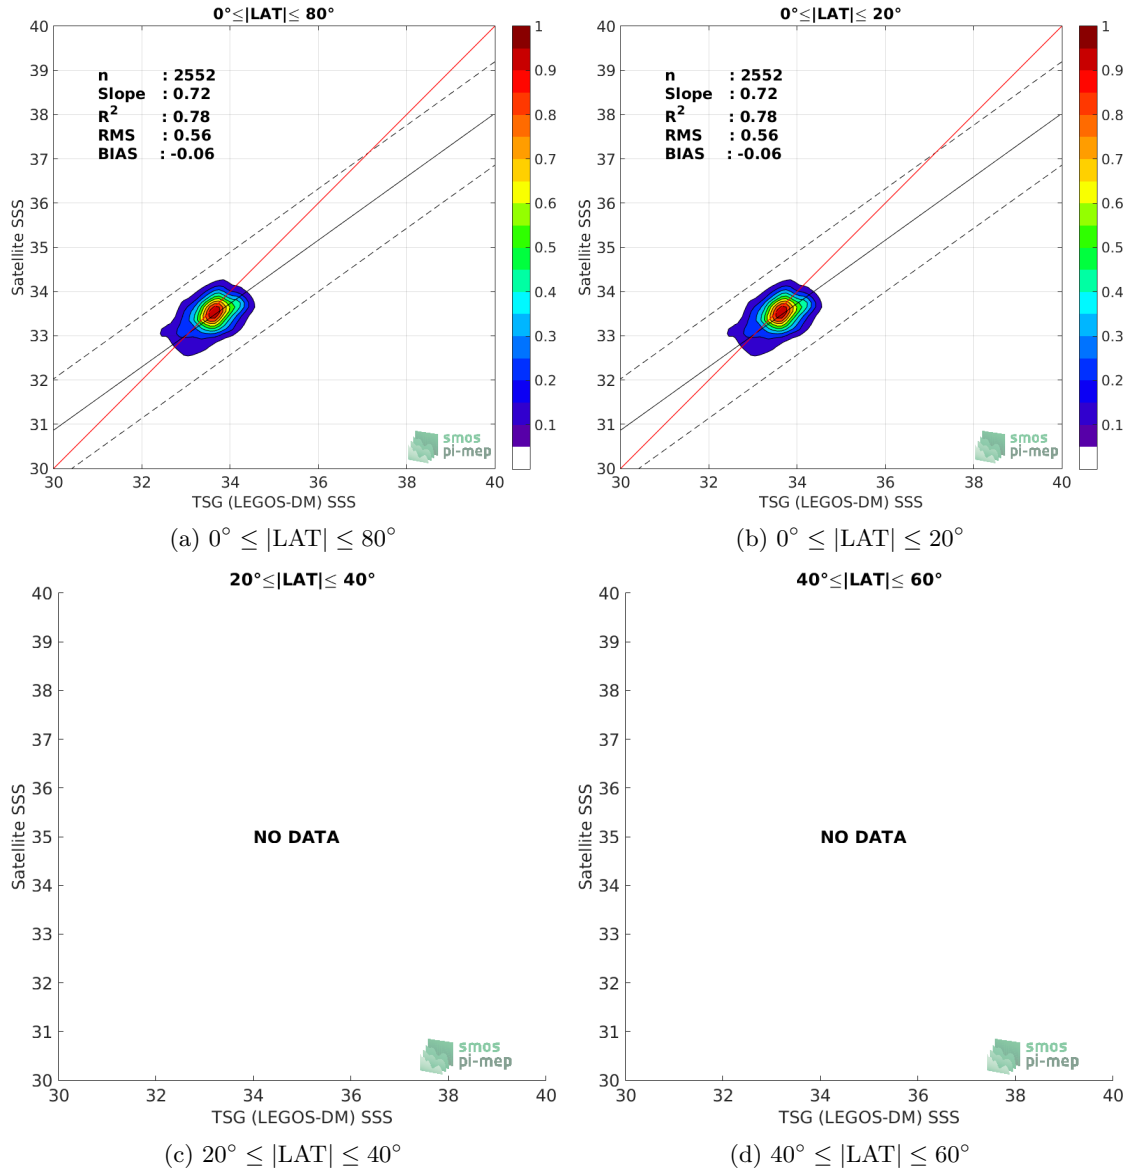 0°≤|LAT|≤ 80°
40
39
38
37
36
35
34
33
32
31
30
Satellite SSS
n : 2552
Slope : 0.72
R² : 0.78
RMS : 0.56
BIAS : -0.06
smos
pi-mep
30 32 34 36 38 40
TSG (LEGOS-DM) SSS
1
0.9
0.8
0.7
0.6
0.5
0.4
0.3
0.2
0.1
(a) 0° ≤ |LAT| ≤ 80°
0°≤|LAT|≤ 20°
40
39
38
37
36
35
34
33
32
31
30
Satellite SSS
n : 2552
Slope : 0.72
R² : 0.78
RMS : 0.56
BIAS : -0.06
smos
pi-mep
30 32 34 36 38 40
TSG (LEGOS-DM) SSS
1
0.9
0.8
0.7
0.6
0.5
0.4
0.3
0.2
0.1
(b) 0° ≤ |LAT| ≤ 20°
20°≤|LAT|≤ 40°
40
39
38
37
36
35
34
33
32
31
30
Satellite SSS
NO DATA
smos
pi-mep
30 32 34 36 38 40
TSG (LEGOS-DM) SSS
(c) 20° ≤ |LAT| ≤ 40°
40°≤|LAT|≤ 60°
40
39
38
37
36
35
34
33
32
31
30
Satellite SSS
NO DATA
smos
pi-mep
30 32 34 36 38 40
TSG (LEGOS-DM) SSS
(d) 40° ≤ |LAT| ≤ 60°